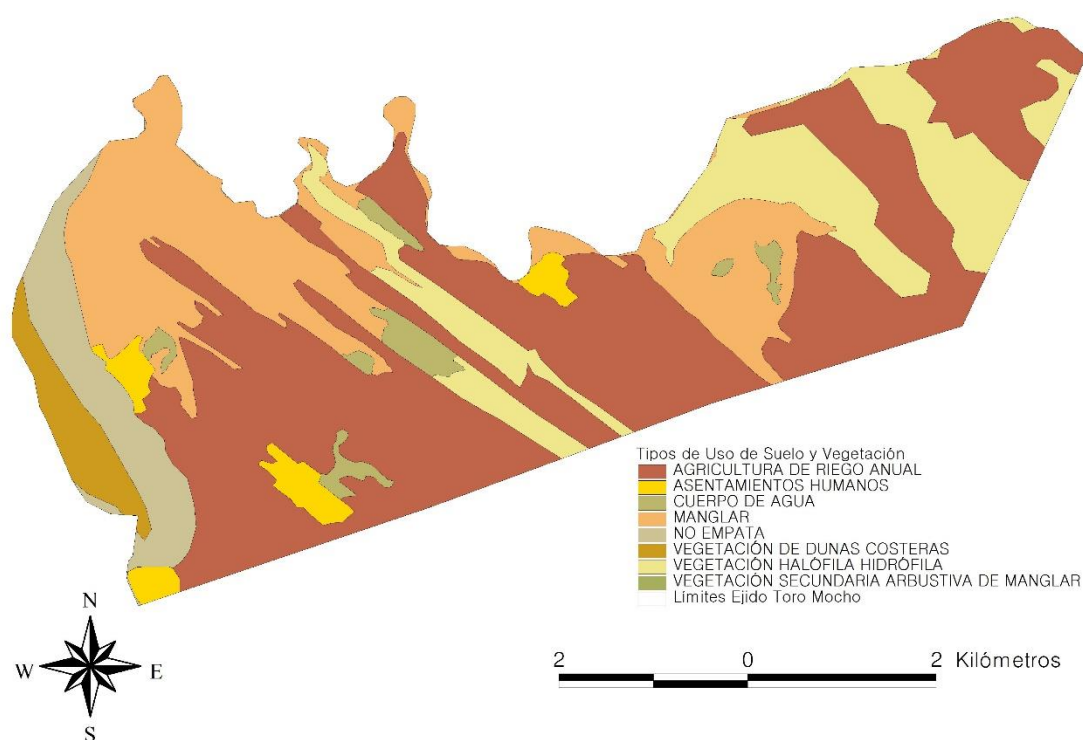 Tipos de Uso de Suelo y Vegetación
AGRICULTURA DE RIEGO ANUAL
ASENTAMIENTOS HUMANOS
CUERPO DE AGUA
MANGLAR
NO EMPATA
VEGETACIÓN DE DUNAS COSTERAS
VEGETACIÓN HALÓFILA HIDRÓFILA
VEGETACIÓN SECUNDARIA ARBUSTIVA DE MANGLAR
Límites Ejido Toro Mocho
N
W E
S
2 0 2 Kilómetros